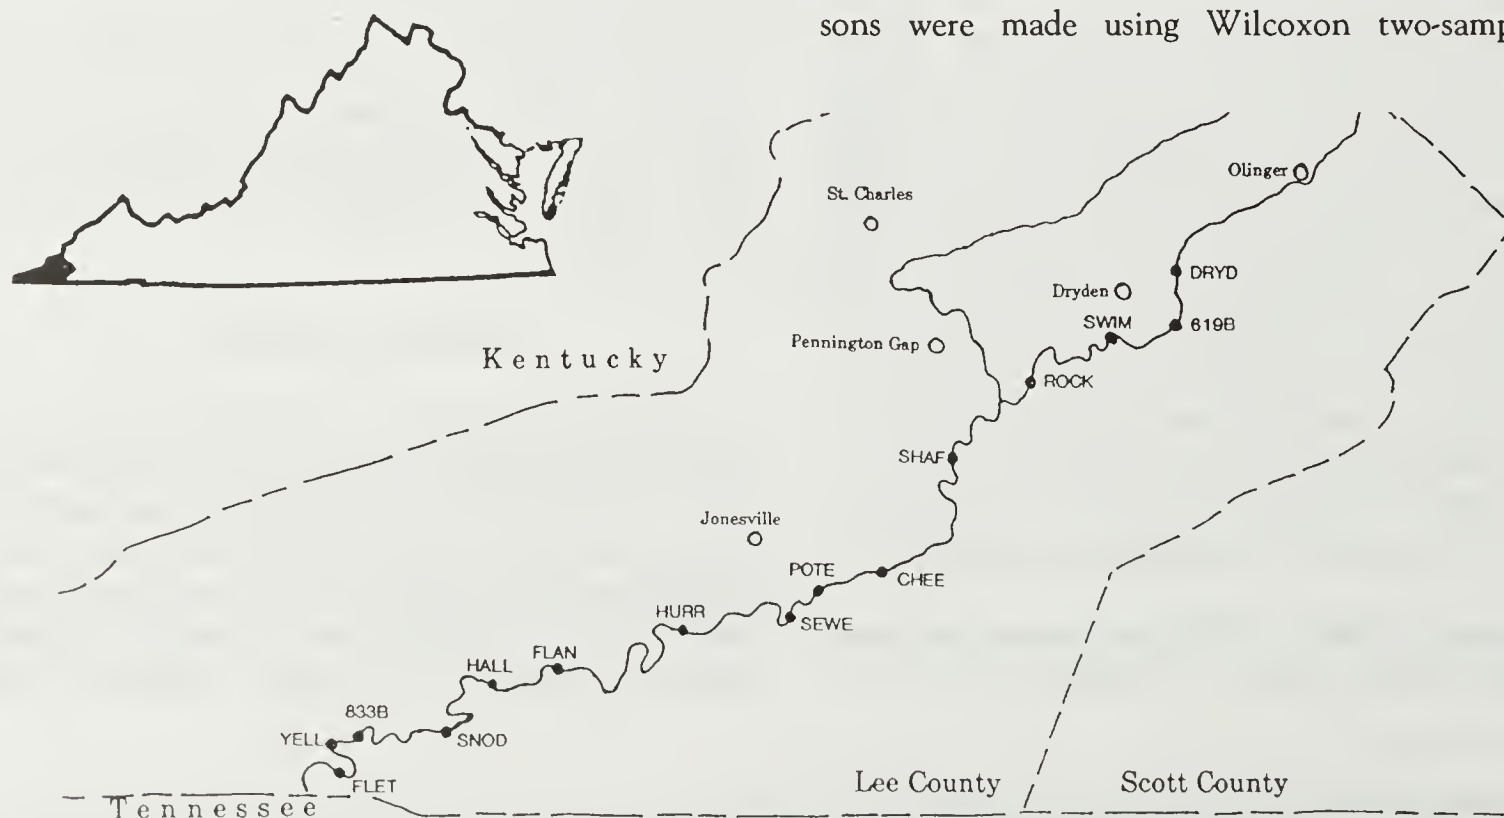 sons were made using Wilcoxon two-samp
Olinger
St. Charles
DRYD
Dryden
SWIM
619B
Pennington Gap
Kentucky
ROCK
SHAF
Jonesville
POTE
CHEE
HURR
SEWE
FLAN
HALL
833B
YELL
SNOD
FLET
Lee County
Scott County
Tennessee